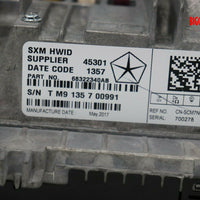 SXM HWID
SUPPLIER 45301
DATE CODE 1357
PART NO. 68322340AB
S/N T M9 135 7 00991
MANUFACTURE DATE May 2017
REF NO
SERIAL
700278